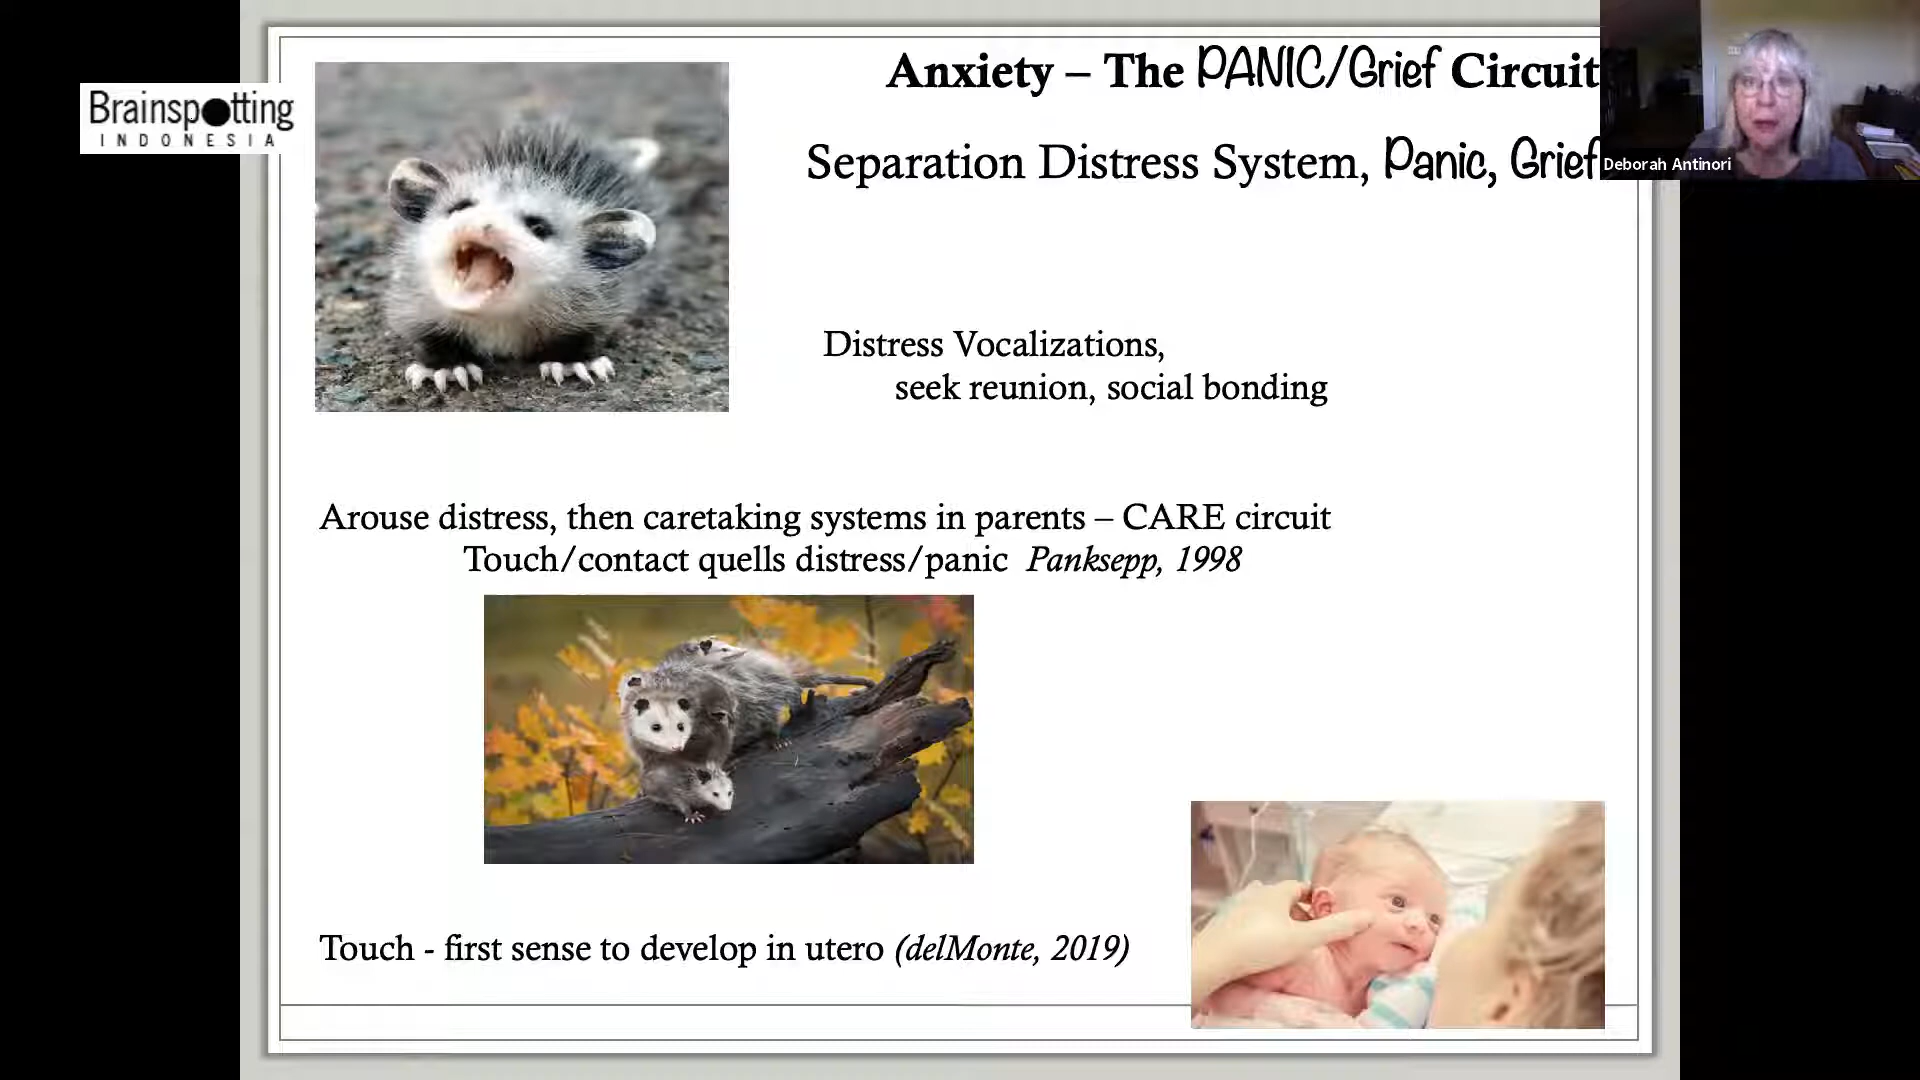 Brainspotting
INDONESIA
Anxiety – The PANIC/Grief Circuit
Separation Distress System, Panic, Grief
Deborah Antinori
Distress Vocalizations,
seek reunion, social bonding
Arouse distress, then caretaking systems in parents – CARE circuit
Touch/contact quells distress/panic Panksepp, 1998
Touch - first sense to develop in utero (delMonte, 2019)